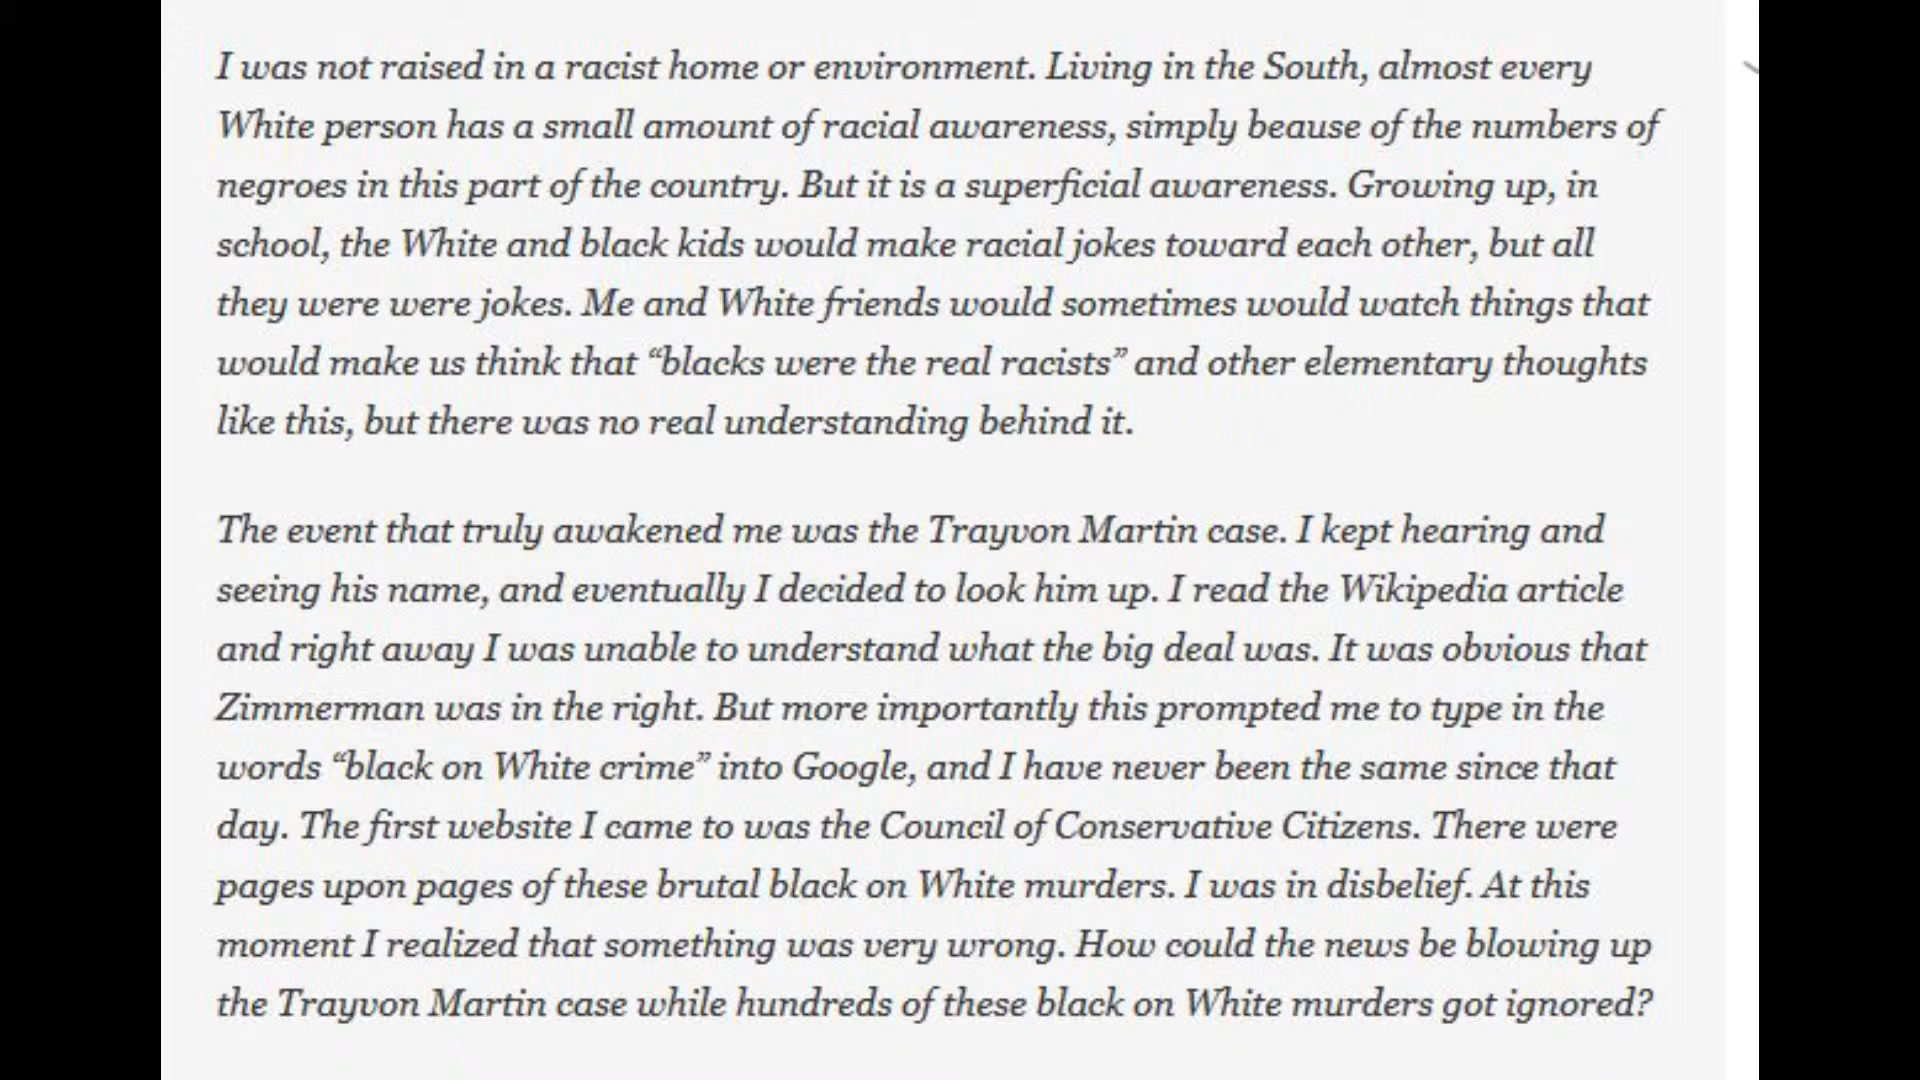 I was not raised in a racist home or environment. Living in the South, almost every
White person has a small amount of racial awareness, simply beause of the numbers of
negroes in this part of the country. But it is a superficial awareness. Growing up, in
school, the White and black kids would make racial jokes toward each other, but all
they were were jokes. Me and White friends would sometimes would watch things that
would make us think that “blacks were the real racists” and other elementary thoughts
like this, but there was no real understanding behind it.
The event that truly awakened me was the Trayvon Martin case. I kept hearing and
seeing his name, and eventually I decided to look him up. I read the Wikipedia article
and right away I was unable to understand what the big deal was. It was obvious that
Zimmerman was in the right. But more importantly this prompted me to type in the
words “black on White crime” into Google, and I have never been the same since that
day. The first website I came to was the Council of Conservative Citizens. There were
pages upon pages of these brutal black on White murders. I was in disbelief. At this
moment I realized that something was very wrong. How could the news be blowing up
the Trayvon Martin case while hundreds of these black on White murders got ignored?